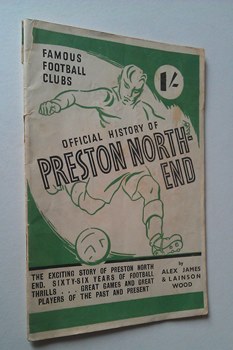 FAMOUS
FOOTBALL
CLUBS
1/-
OFFICIAL HISTORY OF
PRESTON NORTH-
END
THE EXCITING STORY OF PRESTON NORTH
END. SIXTY-SIX YEARS OF FOOTBALL
THRILLS . . . GREAT GAMES AND GREAT
PLAYERS OF THE PAST AND PRESENT
by
ALEX JAMES
& LAINSON
WOOD